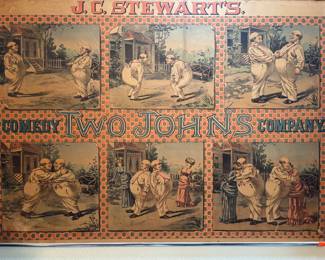 J.C. STEWART'S.
COMEDY TWO JOHNS COMPANY